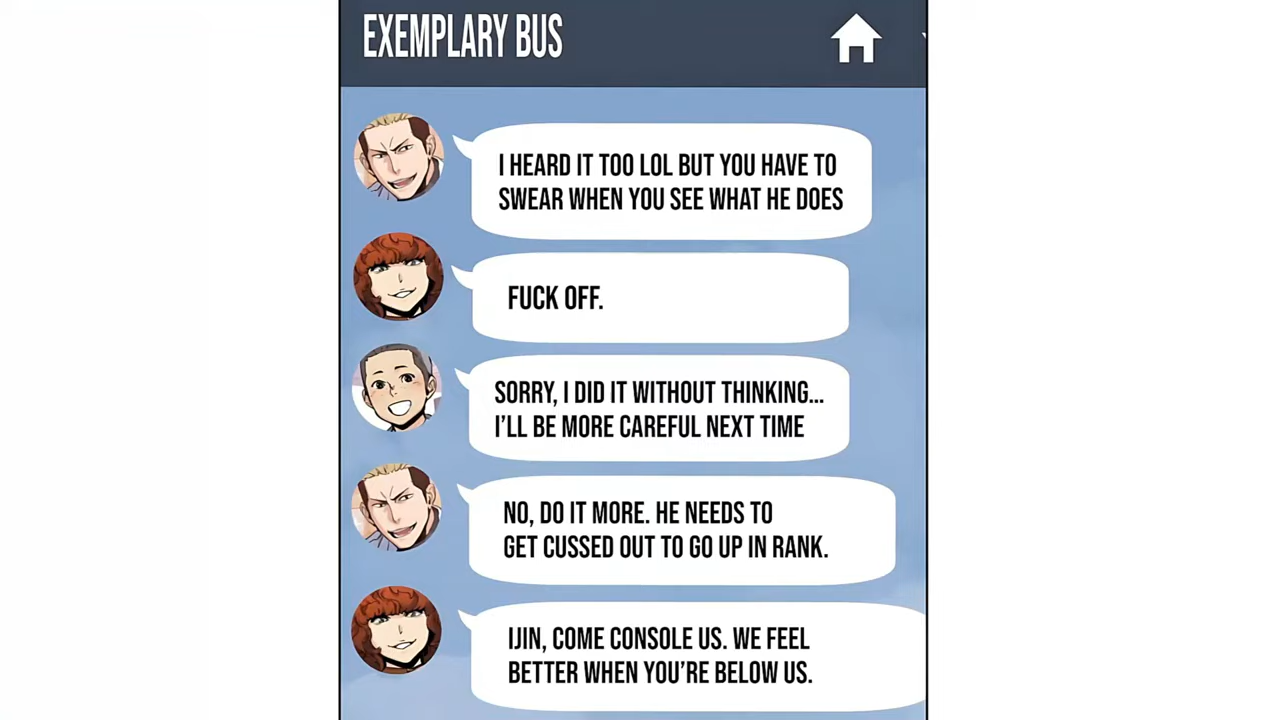 EXEMPLARY BUS
I HEARD IT TOO LOL BUT YOU HAVE TO
SWEAR WHEN YOU SEE WHAT HE DOES
FUCK OFF.
SORRY, I DID IT WITHOUT THINKING...
I'LL BE MORE CAREFUL NEXT TIME
NO, DO IT MORE. HE NEEDS TO
GET CUSSED OUT TO GO UP IN RANK.
IJIN, COME CONSOLE US. WE FEEL
BETTER WHEN YOU'RE BELOW US.